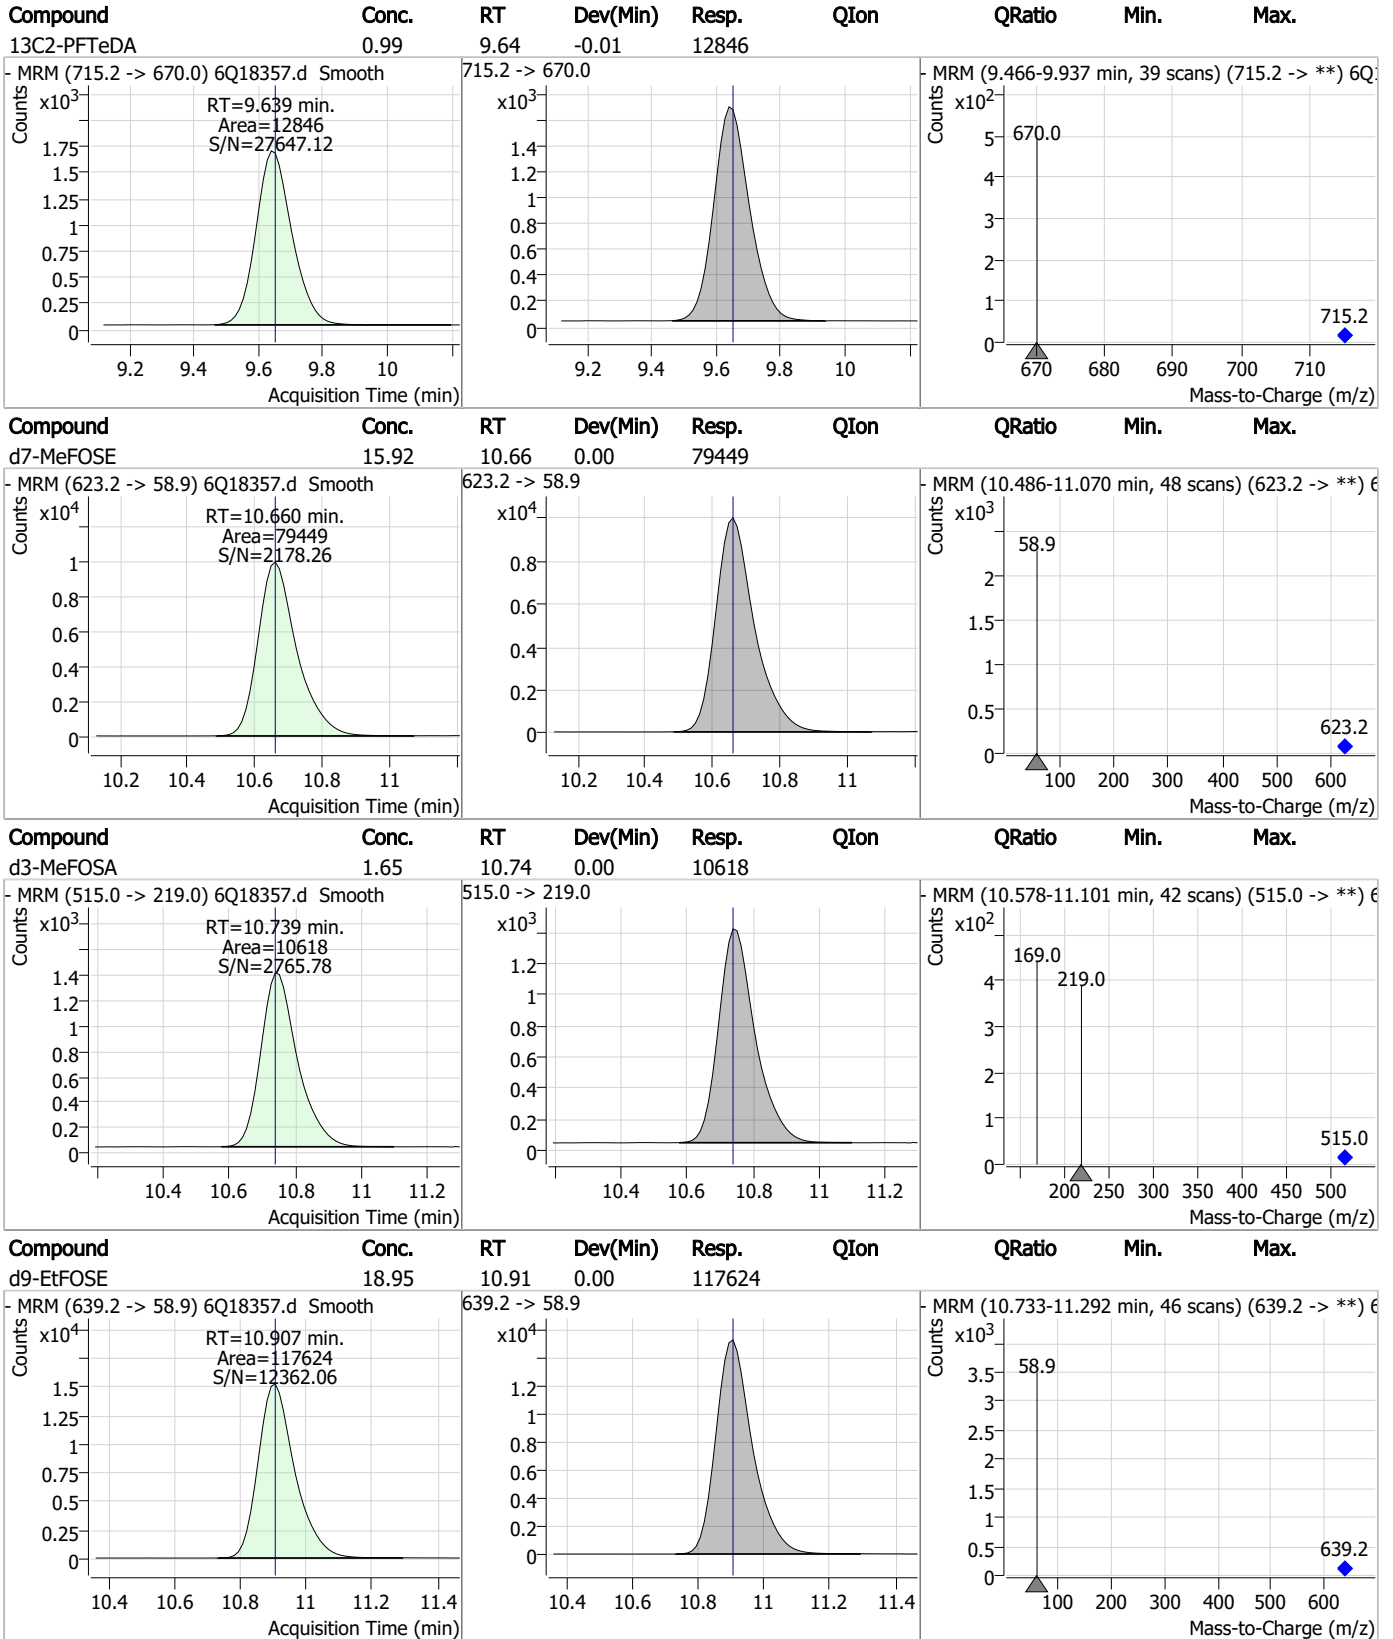 Compound Conc. RT Dev(Min) Resp. QIon QRatio Min. Max.
13C2-PFTeDA 0.99 9.64 -0.01 12846
- MRM (715.2 -> 670.0) 6Q18357.d Smooth
Counts
x10³
RT=9.639 min.
Area=12846
S/N=27647.12
1.75
1.5
1.25
1
0.75
0.5
0.25
0
9.2 9.4 9.6 9.8 10
Acquisition Time (min)
715.2 -> 670.0
x10³
1.4
1.2
1
0.8
0.6
0.4
0.2
0
9.2 9.4 9.6 9.8 10
- MRM (9.466-9.937 min, 39 scans) (715.2 -> **) 6Q
Counts
x10²
670.0
5
4
3
2
1
0
715.2
670 680 690 700 710
Mass-to-Charge (m/z)
Compound Conc. RT Dev(Min) Resp. QIon QRatio Min. Max.
d7-MeFOSE 15.92 10.66 0.00 79449
- MRM (623.2 -> 58.9) 6Q18357.d Smooth
Counts
x10⁴
RT=10.660 min.
Area=79449
S/N=2178.26
1
0.8
0.6
0.4
0.2
0
10.2 10.4 10.6 10.8 11
Acquisition Time (min)
623.2 -> 58.9
x10⁴
0.8
0.6
0.4
0.2
0
10.2 10.4 10.6 10.8 11
- MRM (10.486-11.070 min, 48 scans) (623.2 -> **) 6
Counts
x10³
58.9
2
1.5
1
0.5
0
623.2
100 200 300 400 500 600
Mass-to-Charge (m/z)
Compound Conc. RT Dev(Min) Resp. QIon QRatio Min. Max.
d3-MeFOSA 1.65 10.74 0.00 10618
- MRM (515.0 -> 219.0) 6Q18357.d Smooth
Counts
x10³
RT=10.739 min.
Area=10618
S/N=2765.78
1.4
1.2
1
0.8
0.6
0.4
0.2
0
10.4 10.6 10.8 11 11.2
Acquisition Time (min)
515.0 -> 219.0
x10³
1.2
1
0.8
0.6
0.4
0.2
0
10.4 10.6 10.8 11 11.2
- MRM (10.578-11.101 min, 42 scans) (515.0 -> **) 6
Counts
x10²
169.0
219.0
4
3
2
1
0
515.0
200 250 300 350 400 450 500
Mass-to-Charge (m/z)
Compound Conc. RT Dev(Min) Resp. QIon QRatio Min. Max.
d9-EtFOSE 18.95 10.91 0.00 117624
- MRM (639.2 -> 58.9) 6Q18357.d Smooth
Counts
x10⁴
RT=10.907 min.
Area=117624
S/N=12362.06
1.5
1.25
1
0.75
0.5
0.25
0
10.4 10.6 10.8 11 11.2 11.4
Acquisition Time (min)
639.2 -> 58.9
x10⁴
1.2
1
0.8
0.6
0.4
0.2
0
10.4 10.6 10.8 11 11.2 11.4
- MRM (10.733-11.292 min, 46 scans) (639.2 -> **) 6
Counts
x10³
58.9
3.5
3
2.5
2
1.5
1
0.5
0
639.2
100 200 300 400 500 600
Mass-to-Charge (m/z)